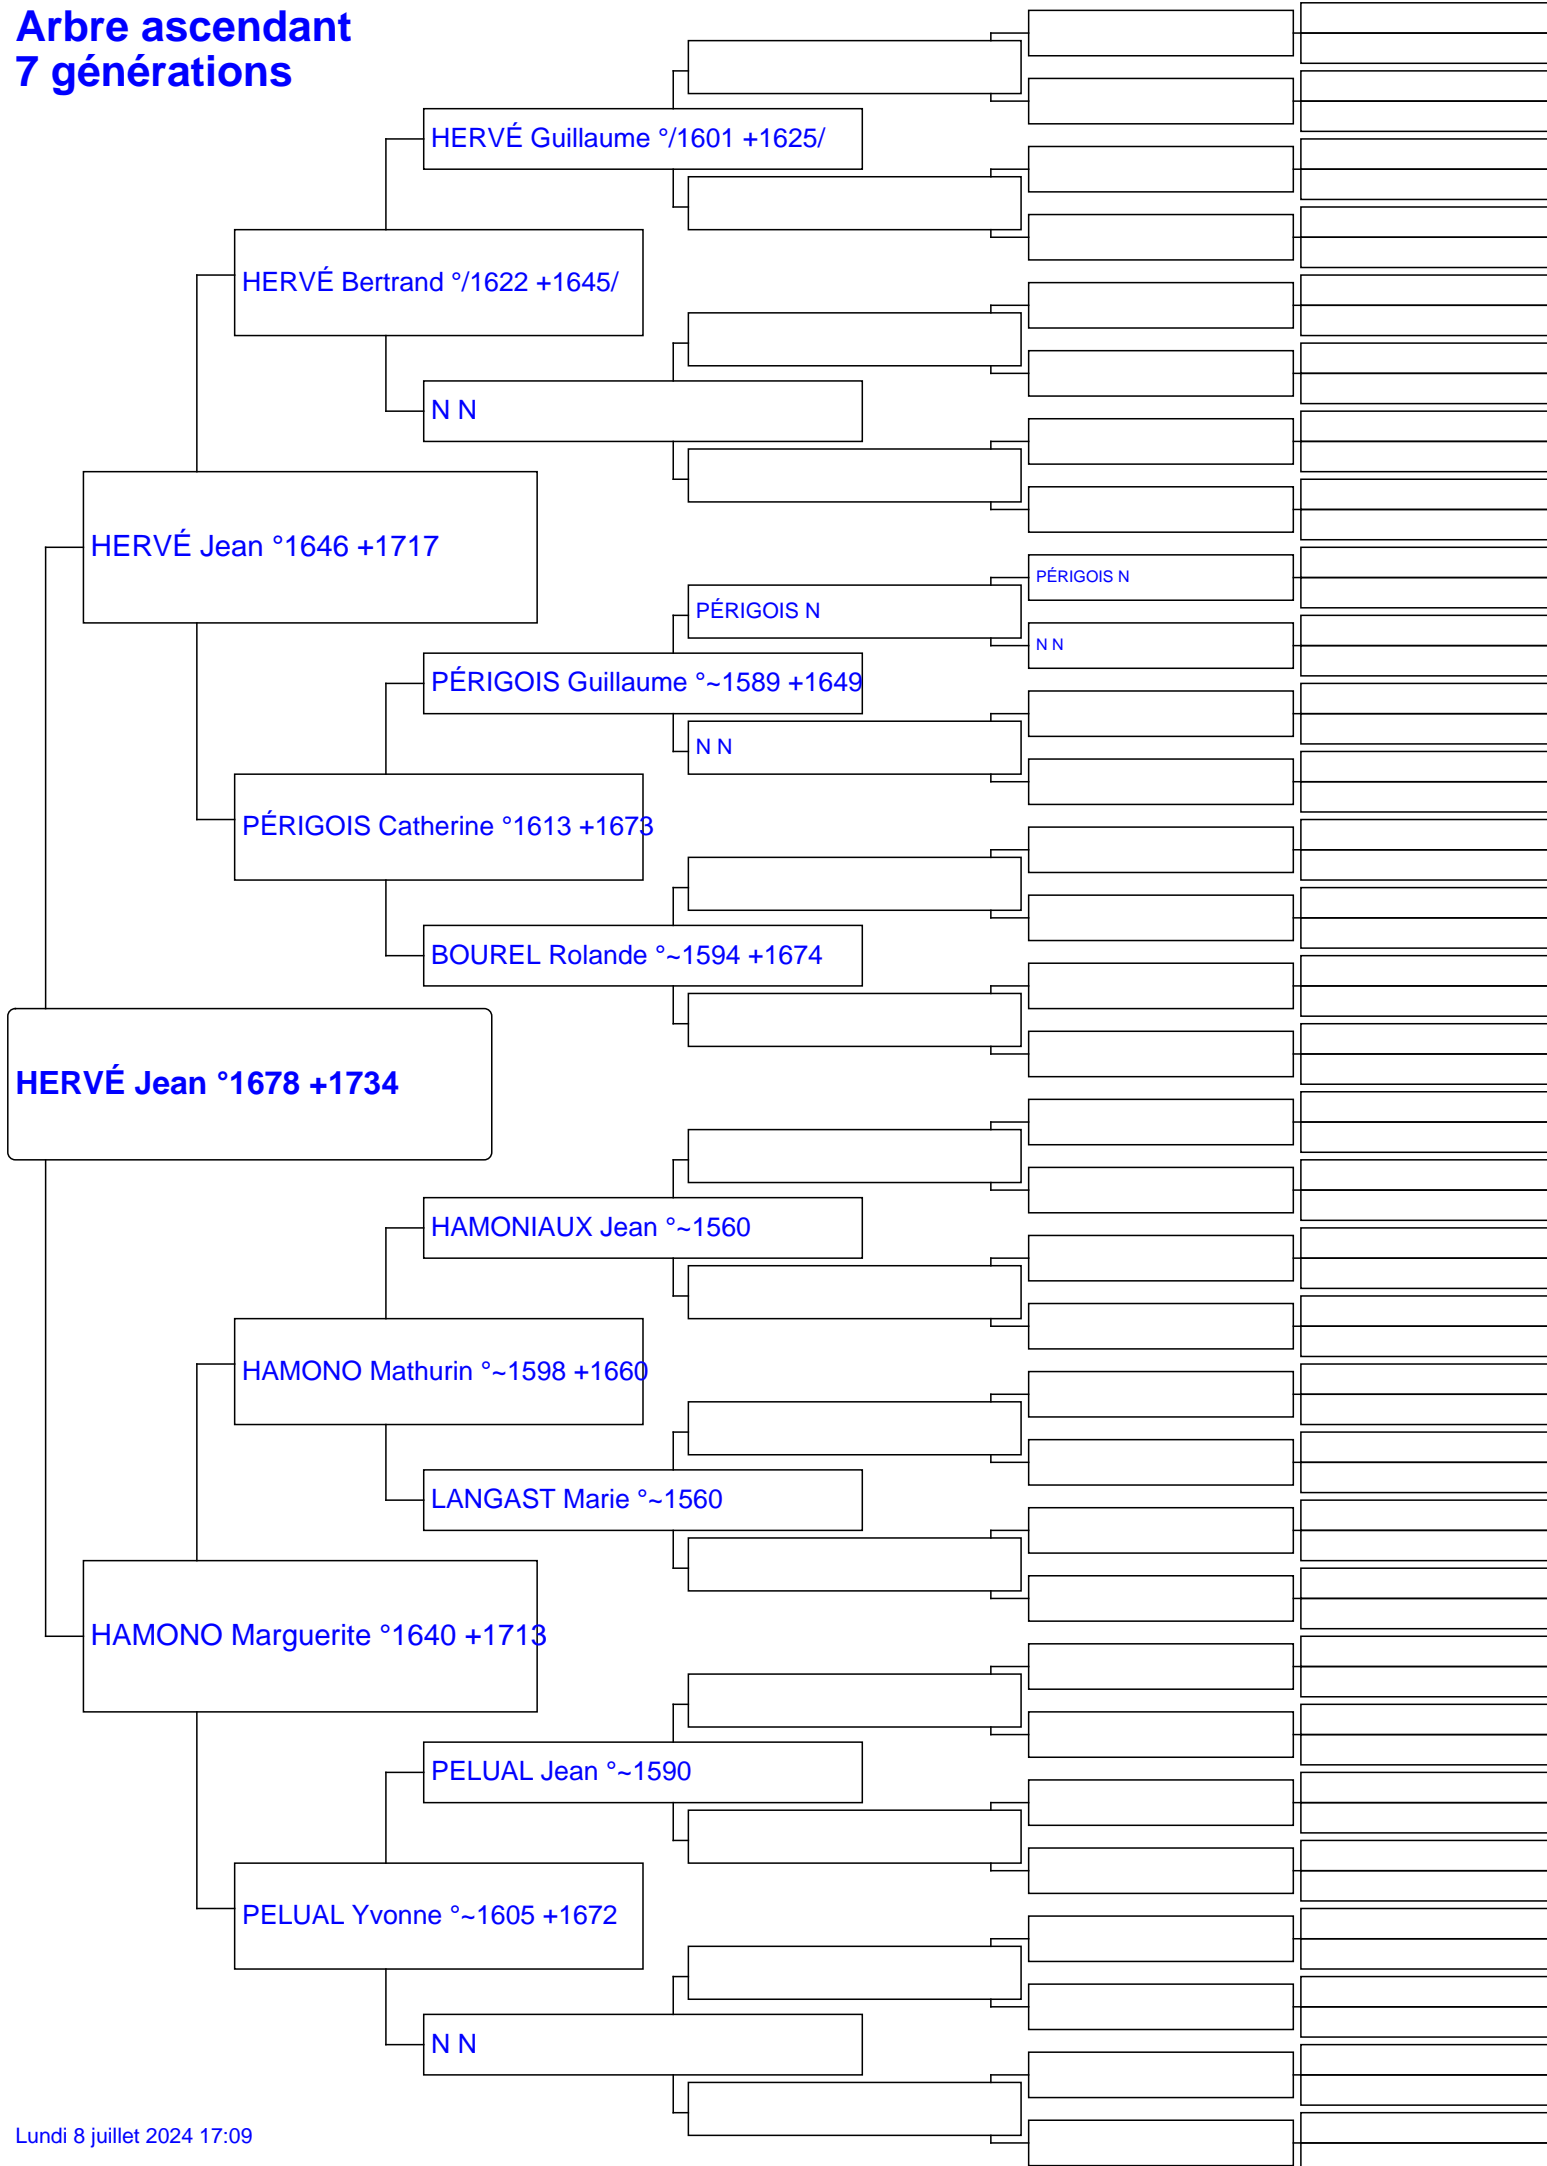 Arbre ascendant
7 générations
HERVÉ Guillaume °/1601 +1625/
HERVÉ Bertrand °/1622 +1645/
N N
HERVÉ Jean °1646 +1717
PÉRIGOIS N
PÉRIGOIS N
N N
PÉRIGOIS Guillaume °~1589 +1649
N N
PÉRIGOIS Catherine °1613 +1673
BOUREL Rolande °~1594 +1674
HERVÉ Jean °1678 +1734
HAMONIAUX Jean °~1560
HAMONO Mathurin °~1598 +1660
LANGAST Marie °~1560
HAMONO Marguerite °1640 +1713
PELUAL Jean °~1590
PELUAL Yvonne °~1605 +1672
N N
Lundi 8 juillet 2024 17:09